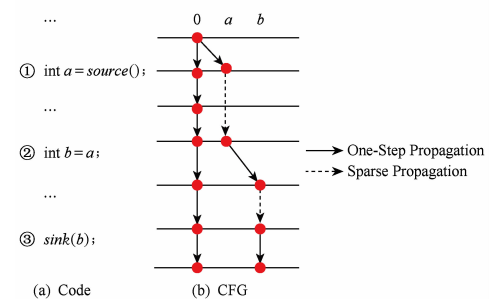 ... 0 a b
① int a=source();
...
② int b=a;
One-Step Propagation
Sparse Propagation
...
③ sink(b);
(a) Code (b) CFG